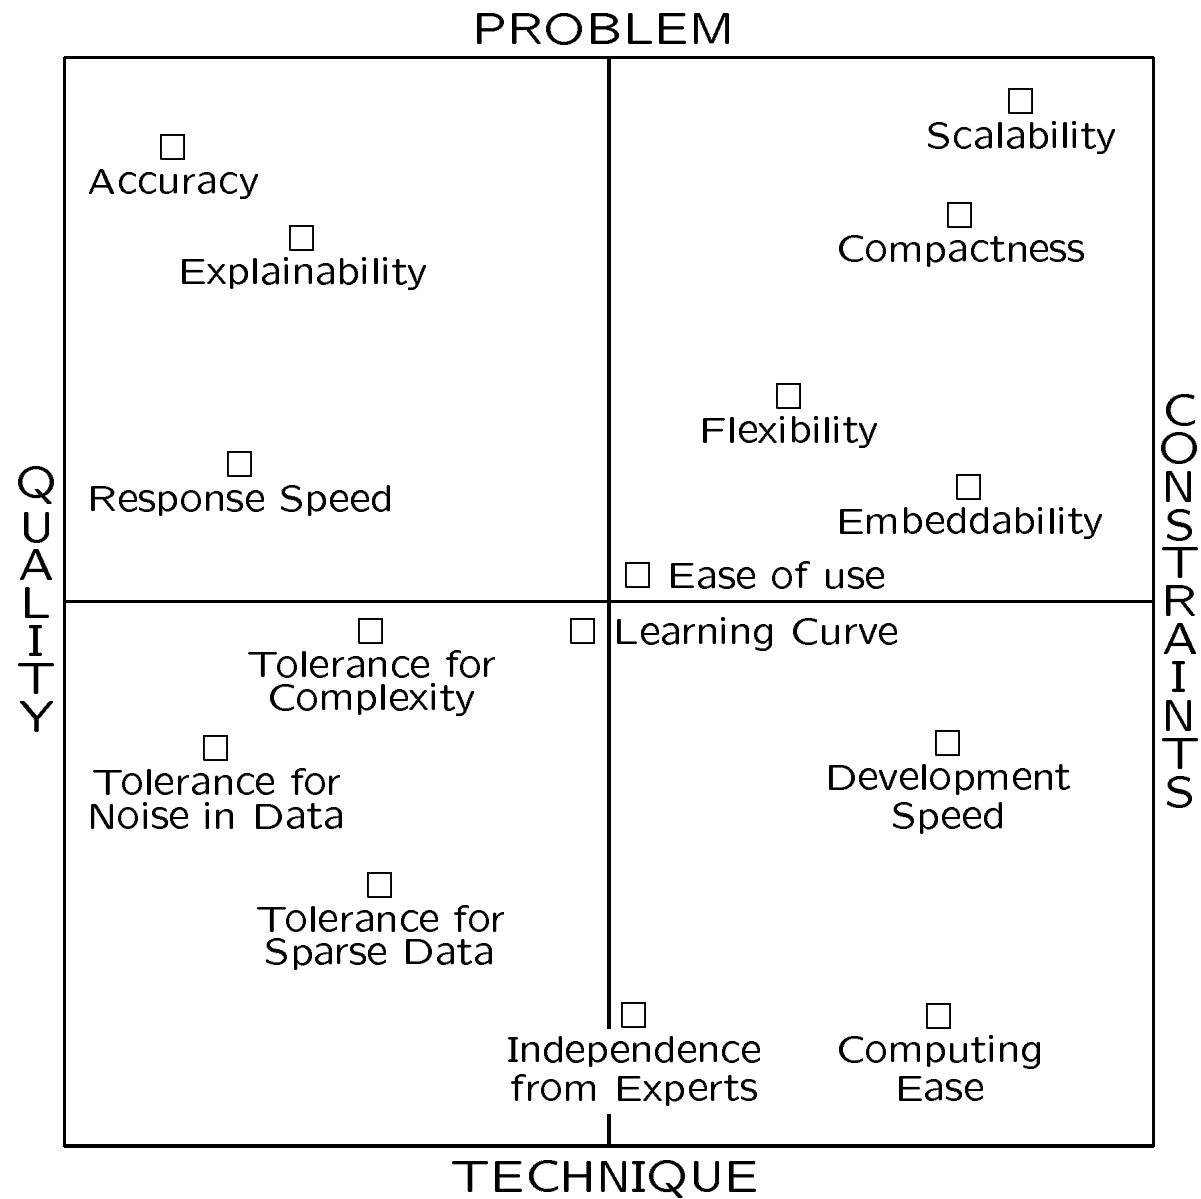 PROBLEM
Scalability
Accuracy
Compactness
Explainability
Flexibility
Response Speed
Embeddability
Ease of use
QUALITY
CONSTRAINTS
Learning Curve
Tolerance for
Complexity
Tolerance for
Noise in Data
Development
Speed
Tolerance for
Sparse Data
Independence
from Experts
Computing
Ease
TECHNIQUE